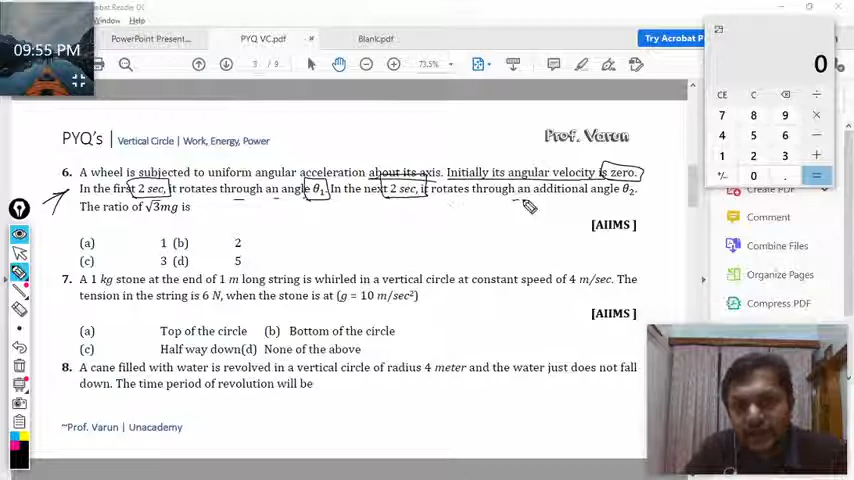 Acrobat Reader DC
Window Help
09:55 PM
PowerPoint Present...
PYQ VC.pdf
×
Blank.pdf
Try Acrobat P
3 / 9
73.5%
0
CE C ÷
7 8 9 ×
4 5 6 −
1 2 3 +
+/- 0 . =
PYQ's | Vertical Circle | Work, Energy, Power
Prof. Varun
6. A wheel is subjected to uniform angular acceleration about its axis. Initially its angular velocity is zero.
In the first 2 sec, it rotates through an angle θ₁. In the next 2 sec, it rotates through an additional angle θ₂.
The ratio of √3mg is
[AIIMS ]
(a) 1 (b) 2
(c) 3 (d) 5
7. A 1 kg stone at the end of 1 m long string is whirled in a vertical circle at constant speed of 4 m/sec. The
tension in the string is 6 N, when the stone is at (g = 10 m/sec²)
[AIIMS ]
(a) Top of the circle (b) Bottom of the circle
(c) Half way down(d) None of the above
8. A cane filled with water is revolved in a vertical circle of radius 4 meter and the water just does not fall
down. The time period of revolution will be
~Prof. Varun | Unacademy
Create PDF
Comment
Combine Files
Organize Pages
Compress PDF